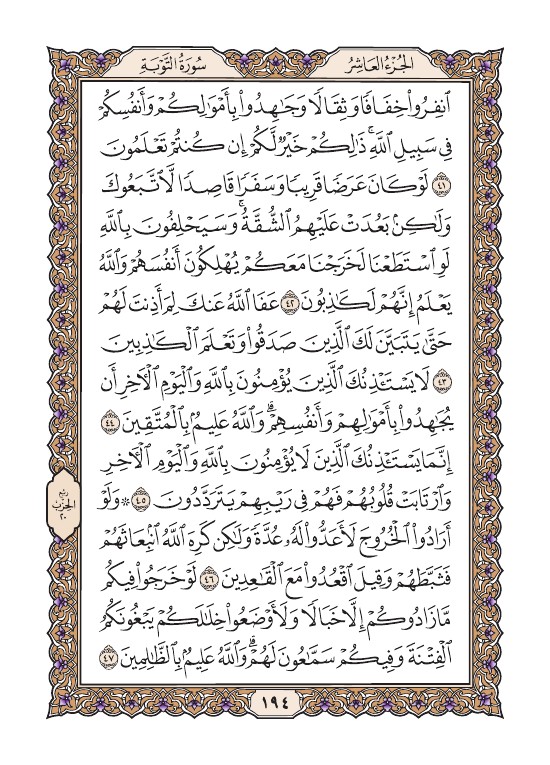 الجُزْءُ العَاشِرُ
سُورَةُ التَّوْبَةِ
ٱنفِرُوا۟ خِفَافًا وَثِقَالًا وَجَٰهِدُوا۟ بِأَمْوَٰلِكُمْ وَأَنفُسِكُمْ
فِى سَبِيلِ ٱللَّهِ ۚ ذَٰلِكُمْ خَيْرٌ لَّكُمْ إِن كُنتُمْ تَعْلَمُونَ
٤١ لَوْ كَانَ عَرَضًا قَرِيبًا وَسَفَرًا قَاصِدًا لَّٱتَّبَعُوكَ
وَلَٰكِنۢ بَعُدَتْ عَلَيْهِمُ ٱلشُّقَّةُ ۚ وَسَيَحْلِفُونَ بِٱللَّهِ
لَوِ ٱسْتَطَعْنَا لَخَرَجْنَا مَعَكُمْ يُهْلِكُونَ أَنفُسَهُمْ وَٱللَّهُ
يَعْلَمُ إِنَّهُمْ لَكَٰذِبُونَ ٤٢ عَفَا ٱللَّهُ عَنكَ لِمَ أَذِنتَ لَهُمْ
حَتَّىٰ يَتَبَيَّنَ لَكَ ٱلَّذِينَ صَدَقُوا۟ وَتَعْلَمَ ٱلْكَٰذِبِينَ
٤٣ لَا يَسْتَـْٔذِنُكَ ٱلَّذِينَ يُؤْمِنُونَ بِٱللَّهِ وَٱلْيَوْمِ ٱلْءَاخِرِ أَن
يُجَٰهِدُوا۟ بِأَمْوَٰلِهِمْ وَأَنفُسِهِمْ ۗ وَٱللَّهُ عَلِيمٌۢ بِٱلْمُتَّقِينَ ٤٤
إِنَّمَا يَسْتَـْٔذِنُكَ ٱلَّذِينَ لَا يُؤْمِنُونَ بِٱللَّهِ وَٱلْيَوْمِ ٱلْءَاخِرِ
وَٱرْتَابَتْ قُلُوبُهُمْ فَهُمْ فِى رَيْبِهِمْ يَتَرَدَّدُونَ ٤٥ ۞ وَلَوْ
أَرَادُوا۟ ٱلْخُرُوجَ لَأَعَدُّوا۟ لَهُۥ عُدَّةً وَلَٰكِن كَرِهَ ٱللَّهُ ٱنۢبِعَاثَهُمْ
فَثَبَّطَهُمْ وَقِيلَ ٱقْعُدُوا۟ مَعَ ٱلْقَٰعِدِينَ ٤٦ لَوْ خَرَجُوا۟ فِيكُم
مَّا زَادُوكُمْ إِلَّا خَبَالًا وَلَأَوْضَعُوا۟ خِلَٰلَكُمْ يَبْغُونَكُمُ
ٱلْفِتْنَةَ وَفِيكُمْ سَمَّٰعُونَ لَهُمْ ۗ وَٱللَّهُ عَلِيمٌۢ بِٱلظَّٰلِمِينَ ٤٧
ربع
الحزب
٢٠
١٩٤